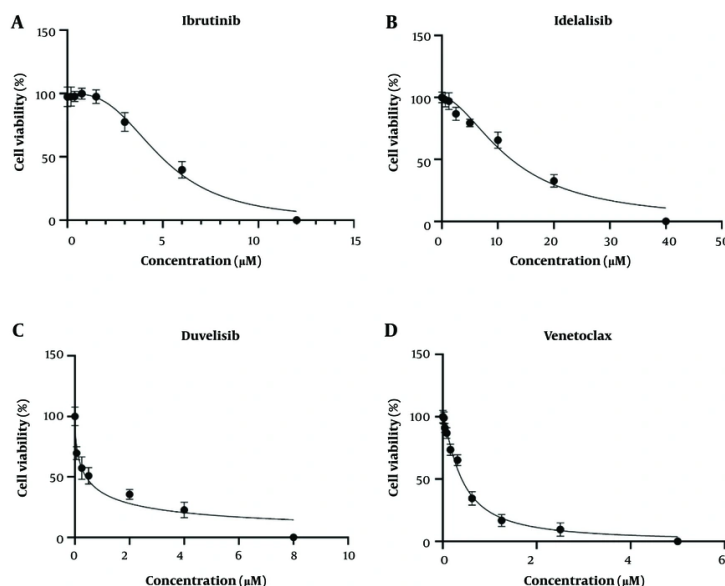 A
Ibrutinib
150
100
50
0
Cell viability (%)
0 5 10 15
Concentration (μM)
B
Idelalisib
150
100
50
0
Cell viability (%)
0 10 20 30 40 50
Concentration (μM)
C
Duvelisib
150
100
50
0
Cell viability (%)
0 2 4 6 8 10
Concentration (μM)
D
Venetoclax
150
100
50
0
Cell viability (%)
0 2 4 6
Concentration (μM)